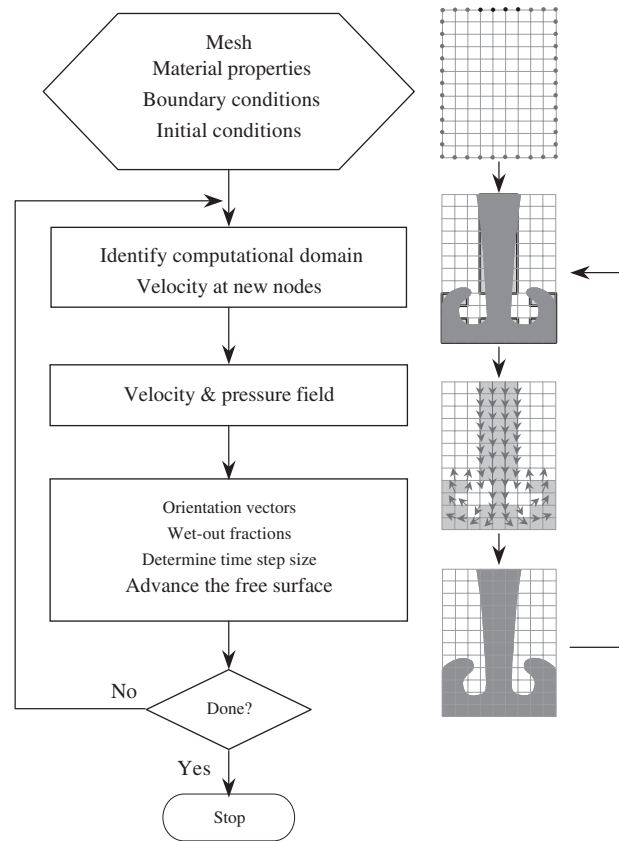 Mesh
Material properties
Boundary conditions
Initial conditions
Identify computational domain
Velocity at new nodes
Velocity & pressure field
Orientation vectors
Wet-out fractions
Determine time step size
Advance the free surface
No
Done?
Yes
Stop